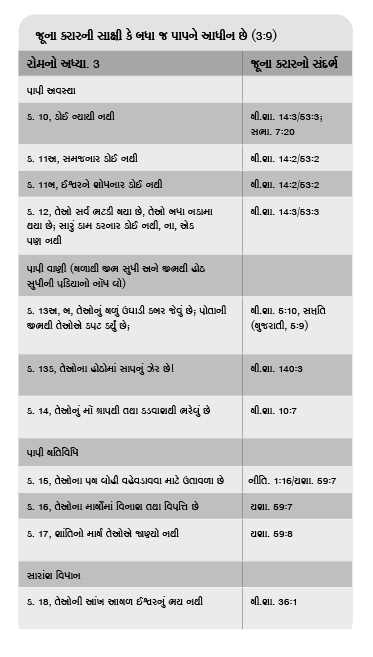 જૂના કરારની સાક્ષી કે બધા જ પાપને આધીન છે (3:9)
રોમનો અધ્યા. 3 જૂના કરારનો સંદર્ભ
પાપી અવસ્થા
ક. 10, કોઈ ન્યાયી નથી ગી.શા. 14:3/53:3;
સભા. 7:20
ક. 11અ, સમજનાર કોઈ નથી ગી.શા. 14:2/53:2
ક. 11બ, ઈશ્વરને શોધનાર કોઈ નથી ગી.શા. 14:2/53:2
ક. 12, તેઓ સર્વ ભટકી ગયા છે, તેઓ બધા નકામા ગી.શા. 14:3/53:3
થયા છે; સારું કામ કરનાર કોઈ નથી, ના, એક
પણ નથી
પાપી વાણી (ગળાથી જીભ સુધી અને જીભથી હોઠ
સુધીની પ્રક્રિયાનો નોંધ લો)
ક. 13અ, બ, તેઓનું ગળું ઉઘાડી કબર જેવું છે; પોતાની ગી.શા. 5:10, સપ્તતિ
જીભથી તેઓએ કપટ કર્યું છે; (ગુજરાતી, 5:9)
ક. 13ક, તેઓના હોઠોમાં સાપનું ઝેર છે! ગી.શા. 140:3
ક. 14, તેઓનું મોં શ્રાપથી તથા કડવાશથી ભરેલું છે ગી.શા. 10:7
પાપી ગતિવિધિ
ક. 15, તેઓના પગ લોહી વહેવડાવવા માટે ઉતાવળા છે નીતિ. 1:16/યશા. 59:7
ક. 16, તેઓના માર્ગોમાં વિનાશ તથા વિપત્તિ છે યશા. 59:7
ક. 17, શાંતિનો માર્ગ તેઓએ જાણ્યો નથી યશા. 59:8
સારાંશ વિધાન
ક. 18, તેઓની આંખ આગળ ઈશ્વરનું ભય નથી ગી.શા. 36:1